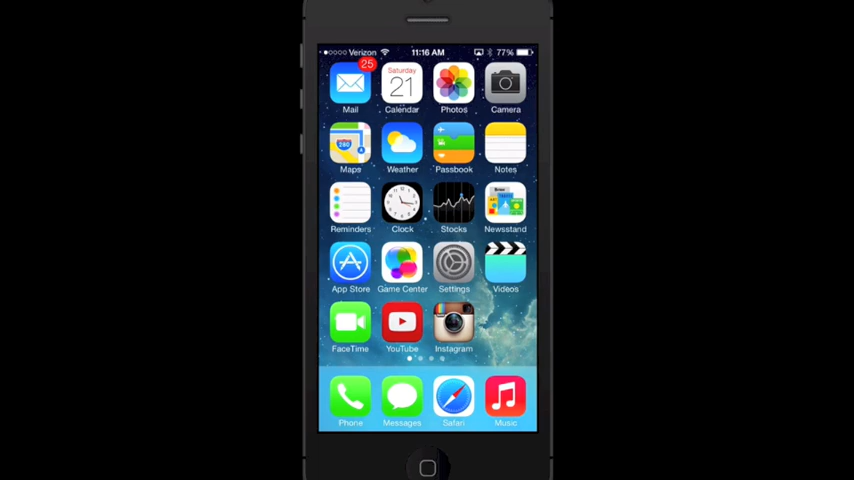 Verizon 11:16 AM 77%
25
Saturday
21
Mail Calendar Photos Camera
280
Maps Weather Passbook Notes
Reminders Clock Stocks Newsstand
App Store Game Center Settings Videos
FaceTime YouTube Instagram
Phone Messages Safari Music